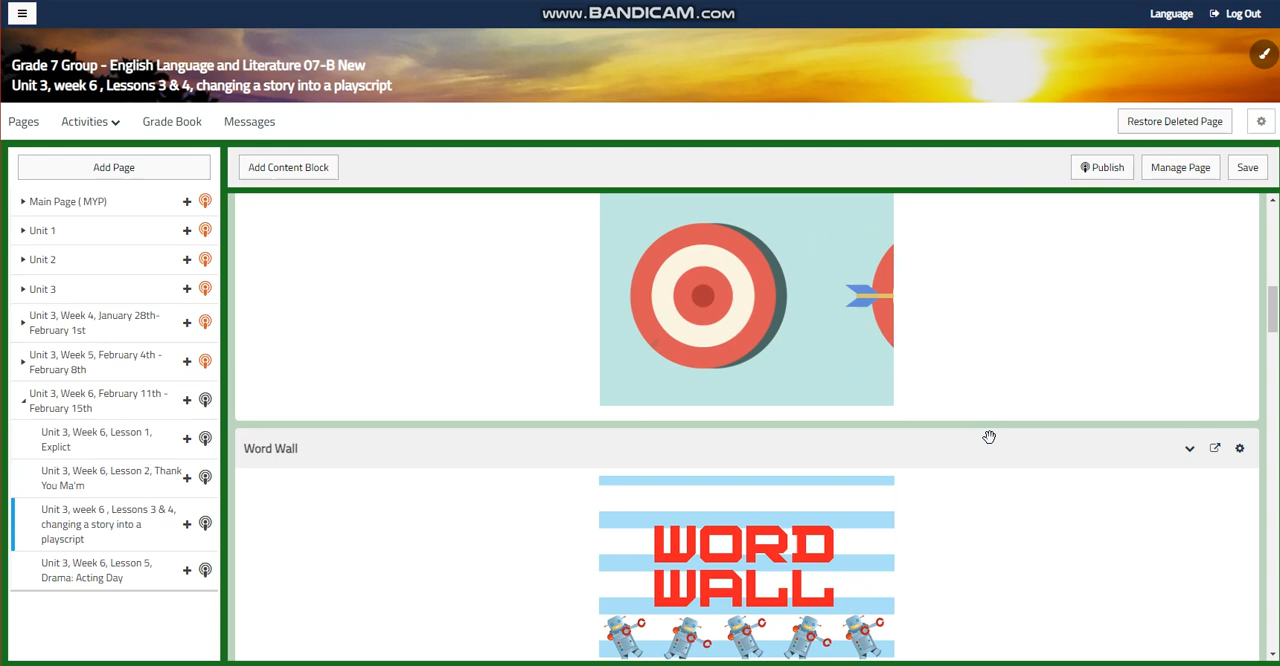 www.BANDICAM.com
Language
Log Out
Grade 7 Group - English Language and Literature 07-B New
Unit 3, week 6 , Lessons 3 & 4, changing a story into a playscript
Pages
Activities
Grade Book
Messages
Restore Deleted Page
Add Page
Add Content Block
Publish
Manage Page
Save
Main Page ( MYP)
Unit 1
Unit 2
Unit 3
Unit 3, Week 4, January 28th-
February 1st
Unit 3, Week 5, February 4th -
February 8th
Unit 3, Week 6, February 11th -
February 15th
Unit 3, Week 6, Lesson 1,
Explict
Unit 3, Week 6, Lesson 2, Thank
You Ma'm
Unit 3, week 6 , Lessons 3 & 4,
changing a story into a
playscript
Unit 3, Week 6, Lesson 5,
Drama: Acting Day
Word Wall
WORD
WALL